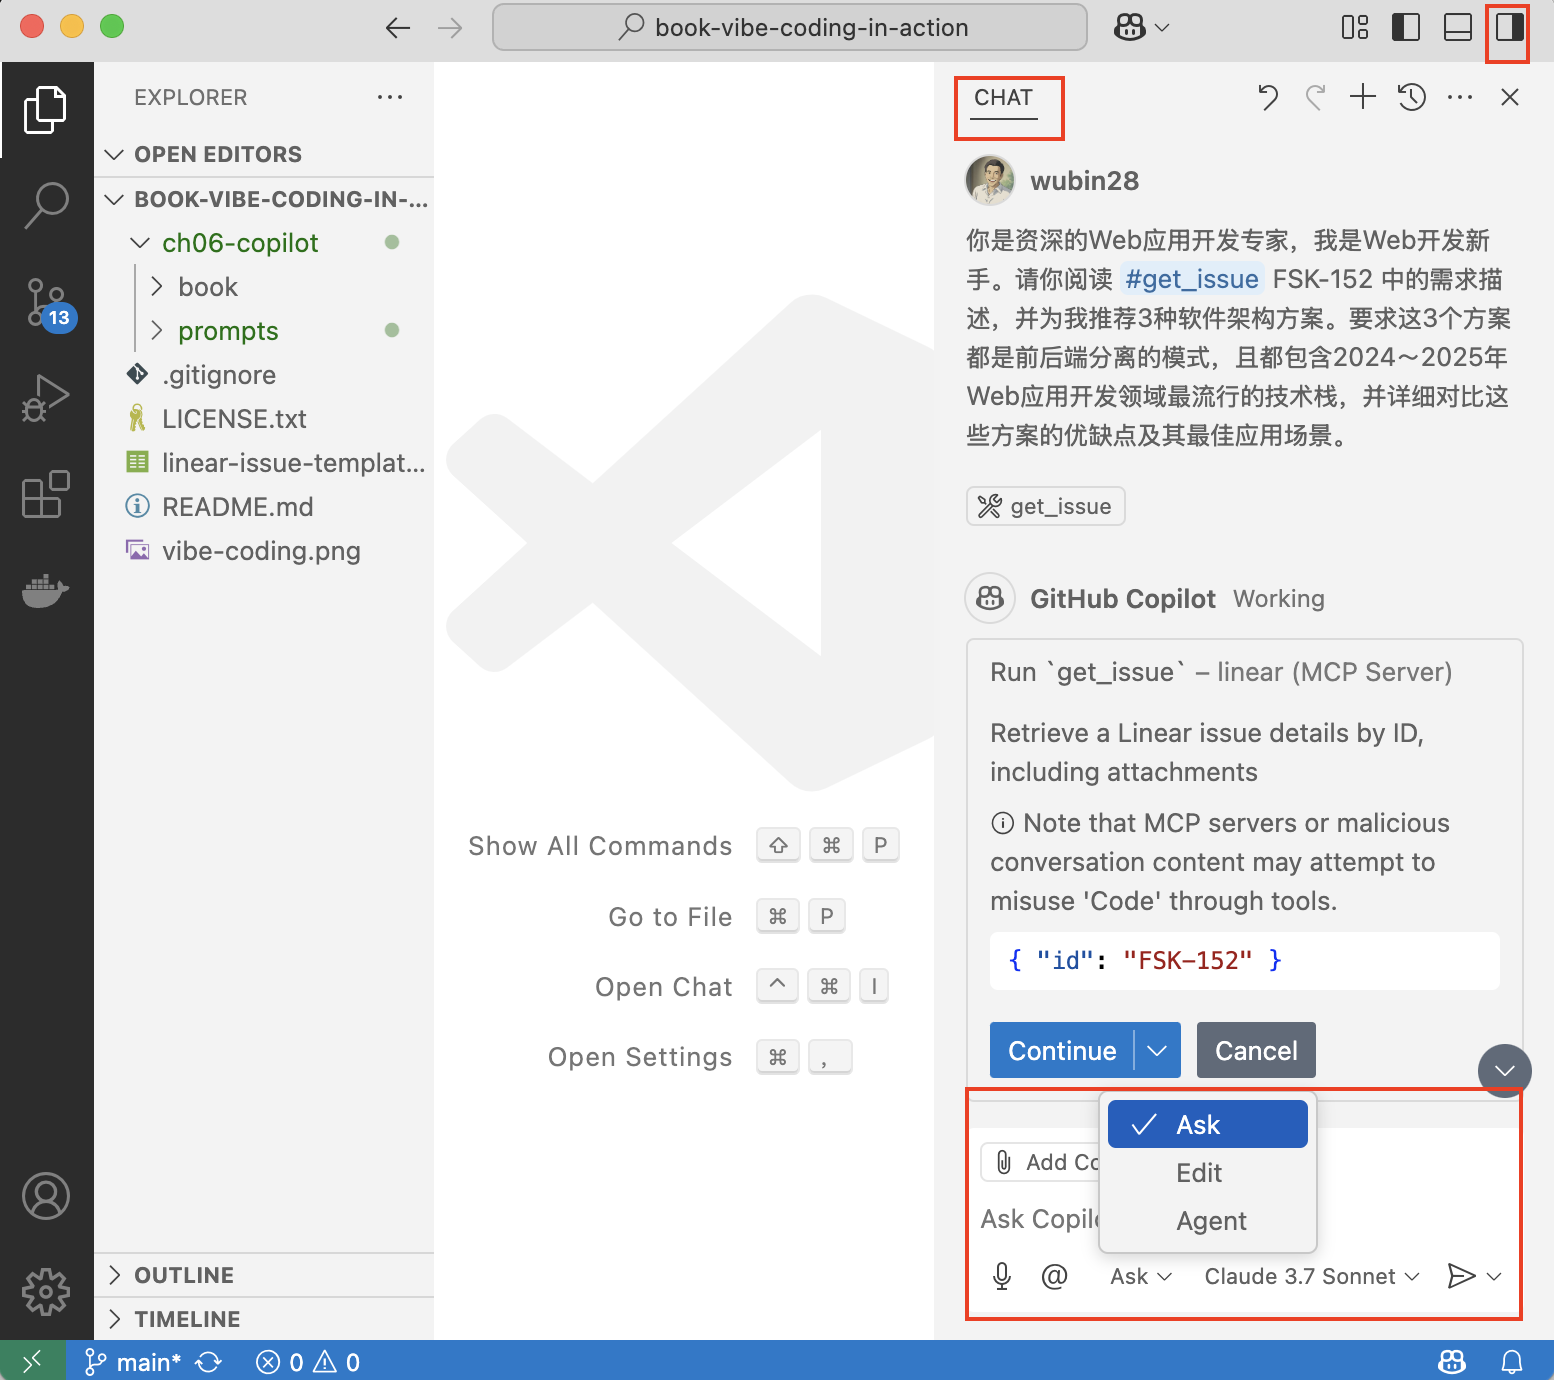 book-vibe-coding-in-action
EXPLORER
OPEN EDITORS
BOOK-VIBE-CODING-IN-...
ch06-copilot
book
prompts
.gitignore
LICENSE.txt
linear-issue-templat...
README.md
vibe-coding.png
13
OUTLINE
TIMELINE
Show All Commands ⇧ ⌘ P
Go to File ⌘ P
Open Chat ^ ⌘ I
Open Settings ⌘ ,
CHAT
wubin28
你是资深的Web应用开发专家，我是Web开发新
手。请你阅读 #get_issue FSK-152 中的需求描
述，并为我推荐3种软件架构方案。要求这3个方案
都是前后端分离的模式，且都包含2024～2025年
Web应用开发领域最流行的技术栈，并详细对比这
些方案的优缺点及其最佳应用场景。
get_issue
GitHub Copilot Working
Run `get_issue` – linear (MCP Server)
Retrieve a Linear issue details by ID,
including attachments
Note that MCP servers or malicious
conversation content may attempt to
misuse 'Code' through tools.
{ "id": "FSK-152" }
Continue Cancel
Ask
Edit
Agent
Add Co
Ask Copil
@ Ask Claude 3.7 Sonnet
main* 0 0